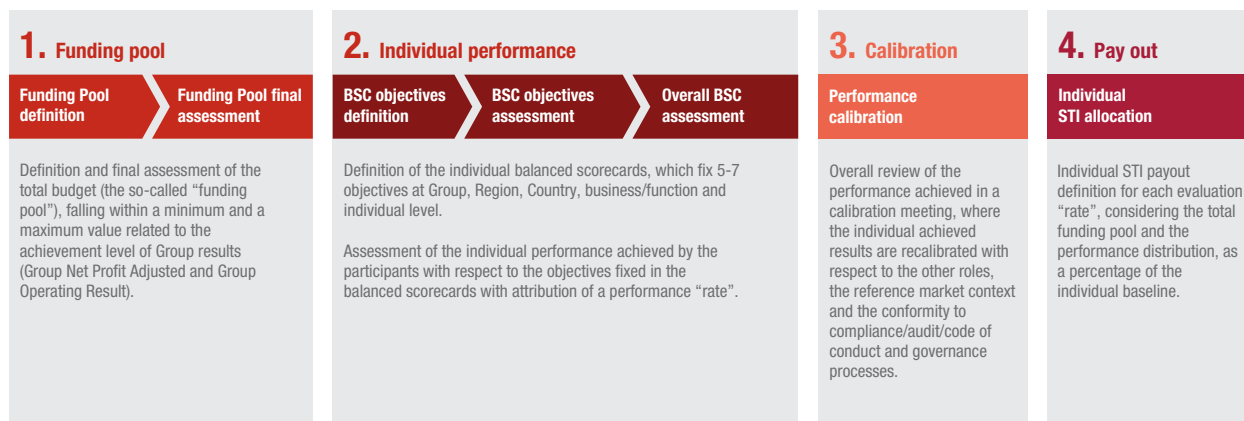 1. Funding pool
Funding Pool
definition
Funding Pool final
assessment
Definition and final assessment of the
total budget (the so-called “funding
pool”), falling within a minimum and a
maximum value related to the
achievement level of Group results
(Group Net Profit Adjusted and Group
Operating Result).
2. Individual performance
BSC objectives
definition
BSC objectives
assessment
Overall BSC
assessment
Definition of the individual balanced scorecards, which fix 5-7
objectives at Group, Region, Country, business/function and
individual level.
Assessment of the individual performance achieved by the
participants with respect to the objectives fixed in the
balanced scorecards with attribution of a performance “rate”.
3. Calibration
Performance
calibration
Overall review of the
performance achieved in a
calibration meeting, where
the individual achieved
results are recalibrated with
respect to the other roles,
the reference market context
and the conformity to
compliance/audit/code of
conduct and governance
processes.
4. Pay out
Individual
STI allocation
Individual STI payout
definition for each evaluation
“rate”, considering the total
funding pool and the
performance distribution, as
a percentage of the
individual baseline.